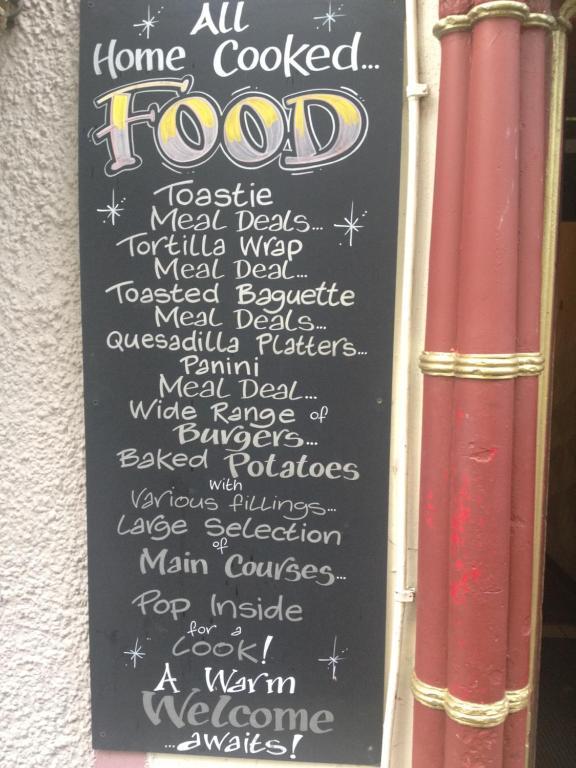 All
Home Cooked...
FOOD
Toastie
Meal Deals...
Tortilla Wrap
Meal Deal...
Toasted Baguette
Meal Deals...
Quesadilla Platters...
Panini
Meal Deal...
Wide Range of
Burgers...
Baked Potatoes
with
Various fillings...
Large Selection
of
Main Courses...
Pop Inside
for a
Look!
A Warm
Welcome
...awaits!